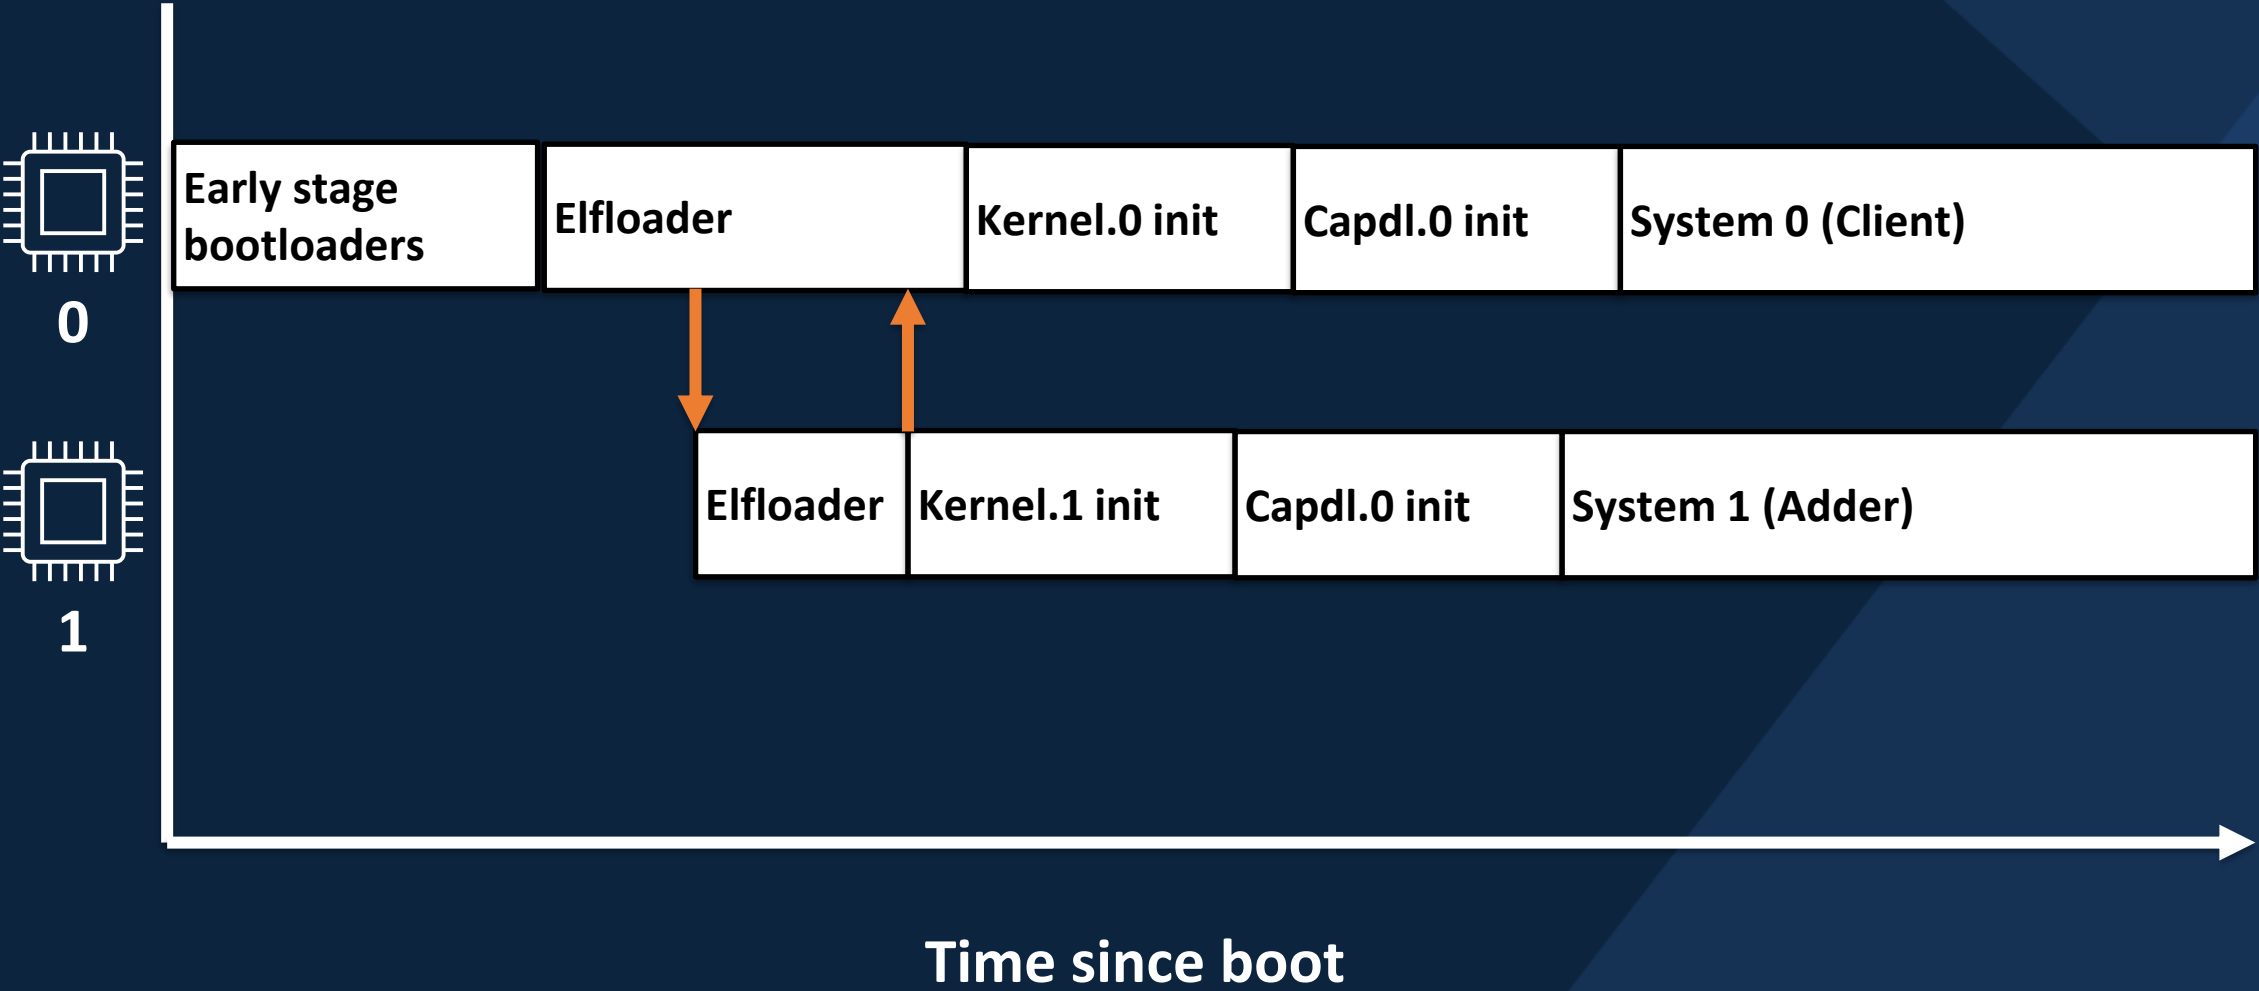 Early stage
bootloaders
Elfloader
Kernel.0 init
Capdl.0 init
System 0 (Client)
0
Elfloader
Kernel.1 init
Capdl.0 init
System 1 (Adder)
1
Time since boot